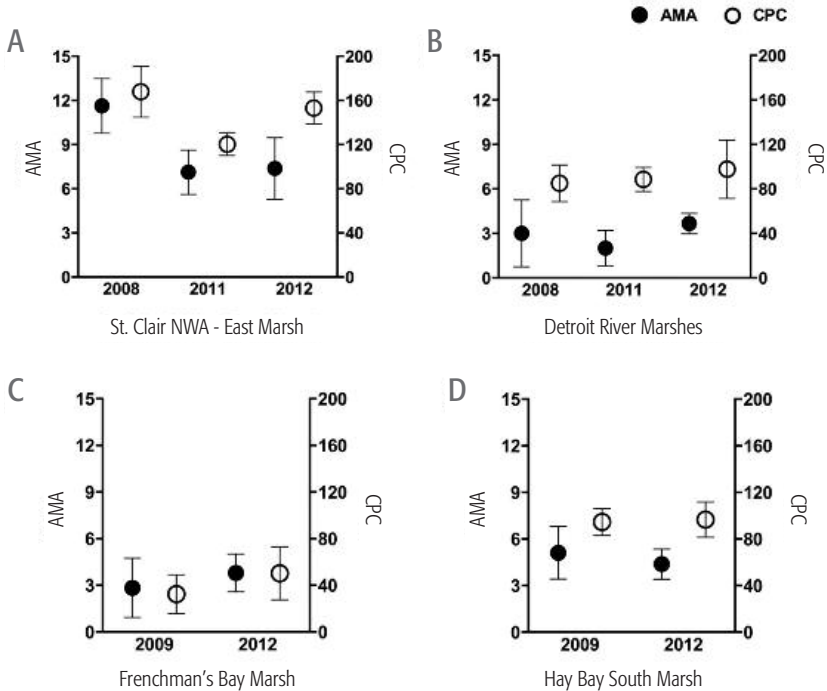 AMA CPC
A
15
12
9
6
3
0
AMA
200
160
120
80
40
0
CPC
2008 2011 2012
St. Clair NWA - East Marsh
B
15
12
9
6
3
0
AMA
200
160
120
80
40
0
CPC
2008 2011 2012
Detroit River Marshes
C
15
12
9
6
3
0
AMA
200
160
120
80
40
0
CPC
2009 2012
Frenchman's Bay Marsh
D
15
12
9
6
3
0
AMA
200
160
120
80
40
0
CPC
2009 2012
Hay Bay South Marsh